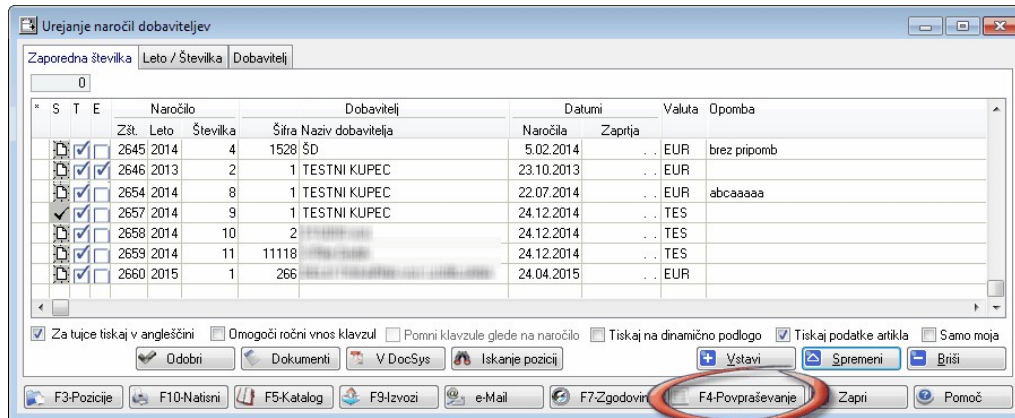 Urejanje naročil dobaviteljev
Zaporedna številka Leto / Številka Dobavitelj
0
* S T E Naročilo Dobavitelj Datumi Valuta Opomba
Zšt. Leto Številka Šifra Naziv dobavitelja Naročila Zaprtja
2645 2014 4 1528 ŠD 5.02.2014 . . EUR brez pripomb
2646 2013 2 1 TESTNI KUPEC 23.10.2013 . . EUR
2654 2014 8 1 TESTNI KUPEC 22.07.2014 . . EUR abcaaaaa
2657 2014 9 1 TESTNI KUPEC 24.12.2014 . . TES
2658 2014 10 2 24.12.2014 . . TES
2659 2014 11 11118 24.12.2014 . . TES
2660 2015 1 266 24.04.2015 . . EUR
Za tujce tiskaj v angleščini Omogoči ročni vnos klavzul Pomni klavzule glede na naročilo Tiskaj na dinamično podlogo Tiskaj podatke artikla Samo moja
Odobri Dokumenti V DocSys Iskanje pozicij Vstavi Spremeni Briši
F3-Pozicije F10-Natisni F5-Katalog F9-Izvozi e-Mail F7-Zgodovin F4-Povpraševanje Zapri Pomoč